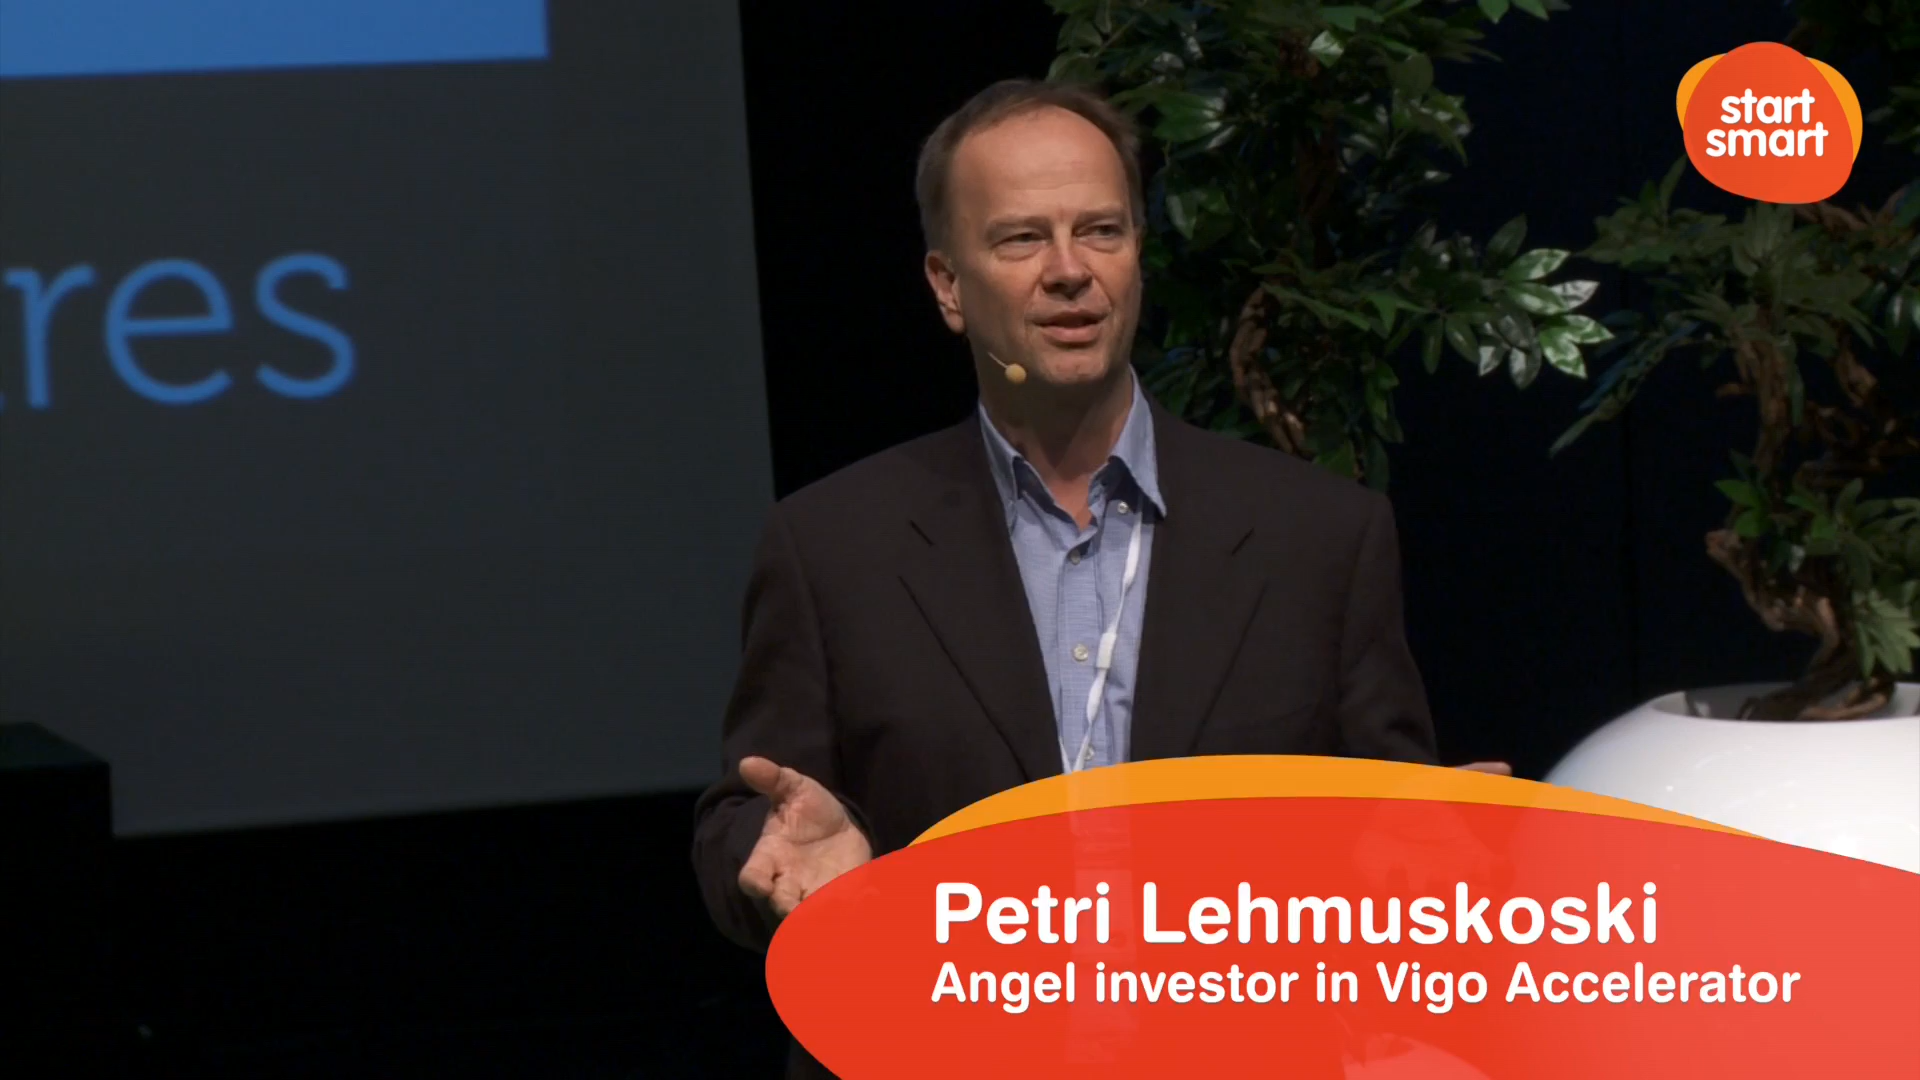 start
smart
res
Petri Lehmuskoski
Angel investor in Vigo Accelerator